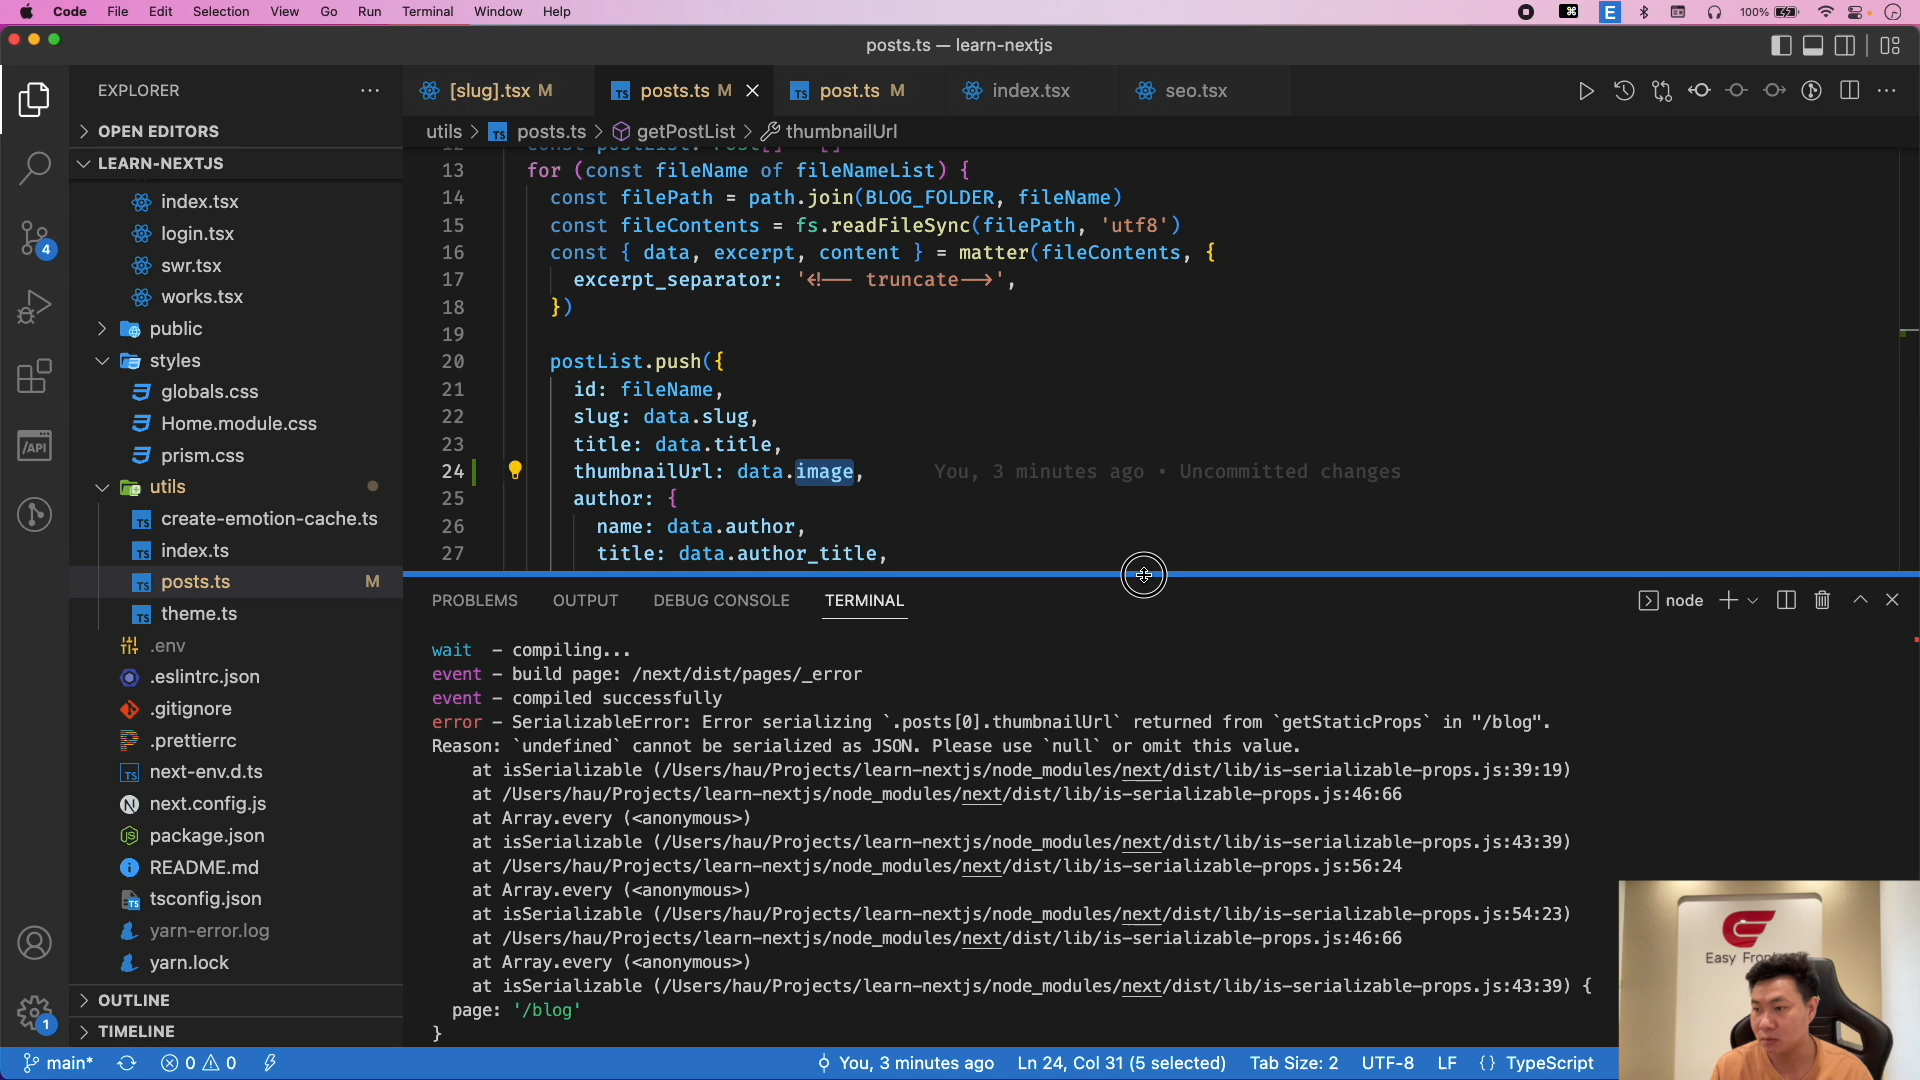 Code File Edit Selection View Go Run Terminal Window Help
E 100%
posts.ts — learn-nextjs
EXPLORER
OPEN EDITORS
LEARN-NEXTJS
index.tsx
login.tsx
swr.tsx
works.tsx
public
styles
globals.css
Home.module.css
prism.css
utils
create-emotion-cache.ts
index.ts
posts.ts M
theme.ts
.env
.eslintrc.json
.gitignore
.prettierrc
next-env.d.ts
next.config.js
package.json
README.md
tsconfig.json
yarn-error.log
yarn.lock
OUTLINE
TIMELINE
4
/API
1
[slug].tsx M
posts.ts M
post.ts M
index.tsx
seo.tsx
utils > posts.ts > getPostList > thumbnailUrl
12 const postList: Post[] = []
13 for (const fileName of fileNameList) {
14 const filePath = path.join(BLOG_FOLDER, fileName)
15 const fileContents = fs.readFileSync(filePath, 'utf8')
16 const { data, excerpt, content } = matter(fileContents, {
17 excerpt_separator: '<!-- truncate-->',
18 })
19
20 postList.push({
21 id: fileName,
22 slug: data.slug,
23 title: data.title,
24 thumbnailUrl: data.image, You, 3 minutes ago • Uncommitted changes
25 author: {
26 name: data.author,
27 title: data.author_title,
PROBLEMS OUTPUT DEBUG CONSOLE TERMINAL
node
wait - compiling...
event - build page: /next/dist/pages/_error
event - compiled successfully
error - SerializableError: Error serializing `.posts[0].thumbnailUrl` returned from `getStaticProps` in "/blog".
Reason: `undefined` cannot be serialized as JSON. Please use `null` or omit this value.
at isSerializable (/Users/hau/Projects/learn-nextjs/node_modules/next/dist/lib/is-serializable-props.js:39:19)
at /Users/hau/Projects/learn-nextjs/node_modules/next/dist/lib/is-serializable-props.js:46:66
at Array.every (<anonymous>)
at isSerializable (/Users/hau/Projects/learn-nextjs/node_modules/next/dist/lib/is-serializable-props.js:43:39)
at /Users/hau/Projects/learn-nextjs/node_modules/next/dist/lib/is-serializable-props.js:56:24
at Array.every (<anonymous>)
at isSerializable (/Users/hau/Projects/learn-nextjs/node_modules/next/dist/lib/is-serializable-props.js:54:23)
at /Users/hau/Projects/learn-nextjs/node_modules/next/dist/lib/is-serializable-props.js:46:66
at Array.every (<anonymous>)
at isSerializable (/Users/hau/Projects/learn-nextjs/node_modules/next/dist/lib/is-serializable-props.js:43:39) {
page: '/blog'
}
Easy
main* 0 0 You, 3 minutes ago Ln 24, Col 31 (5 selected) Tab Size: 2 UTF-8 LF {} TypeScript